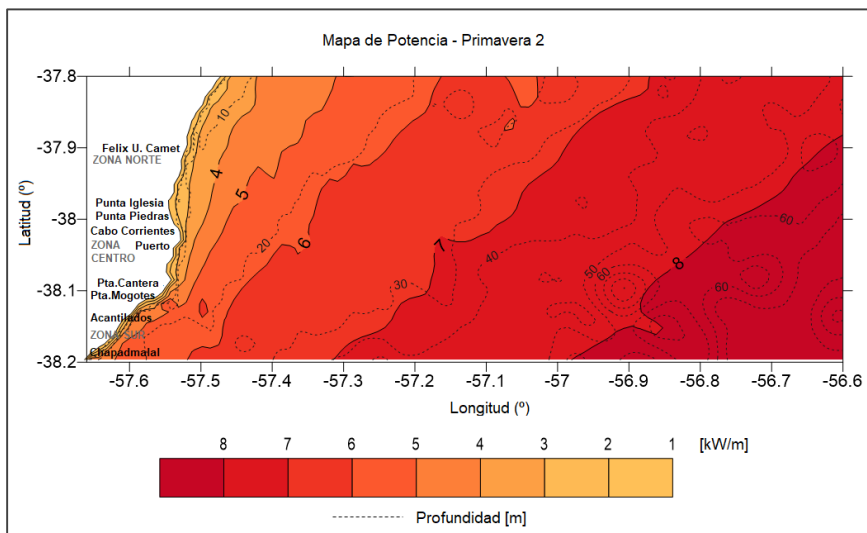 Mapa de Potencia - Primavera 2
-37.8
-37.9
-38
-38.1
-38.2
Latitud (º)
Felix U. Camet
ZONA NORTE
Punta Iglesia
Punta Piedras
Cabo Corrientes
ZONA Puerto
CENTRO
Pta.Cantera
Pta.Mogotes
Acantilados
ZONA SUR
Chapadmalal
10
4
5
20
6
30
7
40
50
60
8
60
60
-57.6 -57.5 -57.4 -57.3 -57.2 -57.1 -57 -56.9 -56.8 -56.7 -56.6
Longitud (º)
8 7 6 5 4 3 2 1 [kW/m]
Profundidad [m]